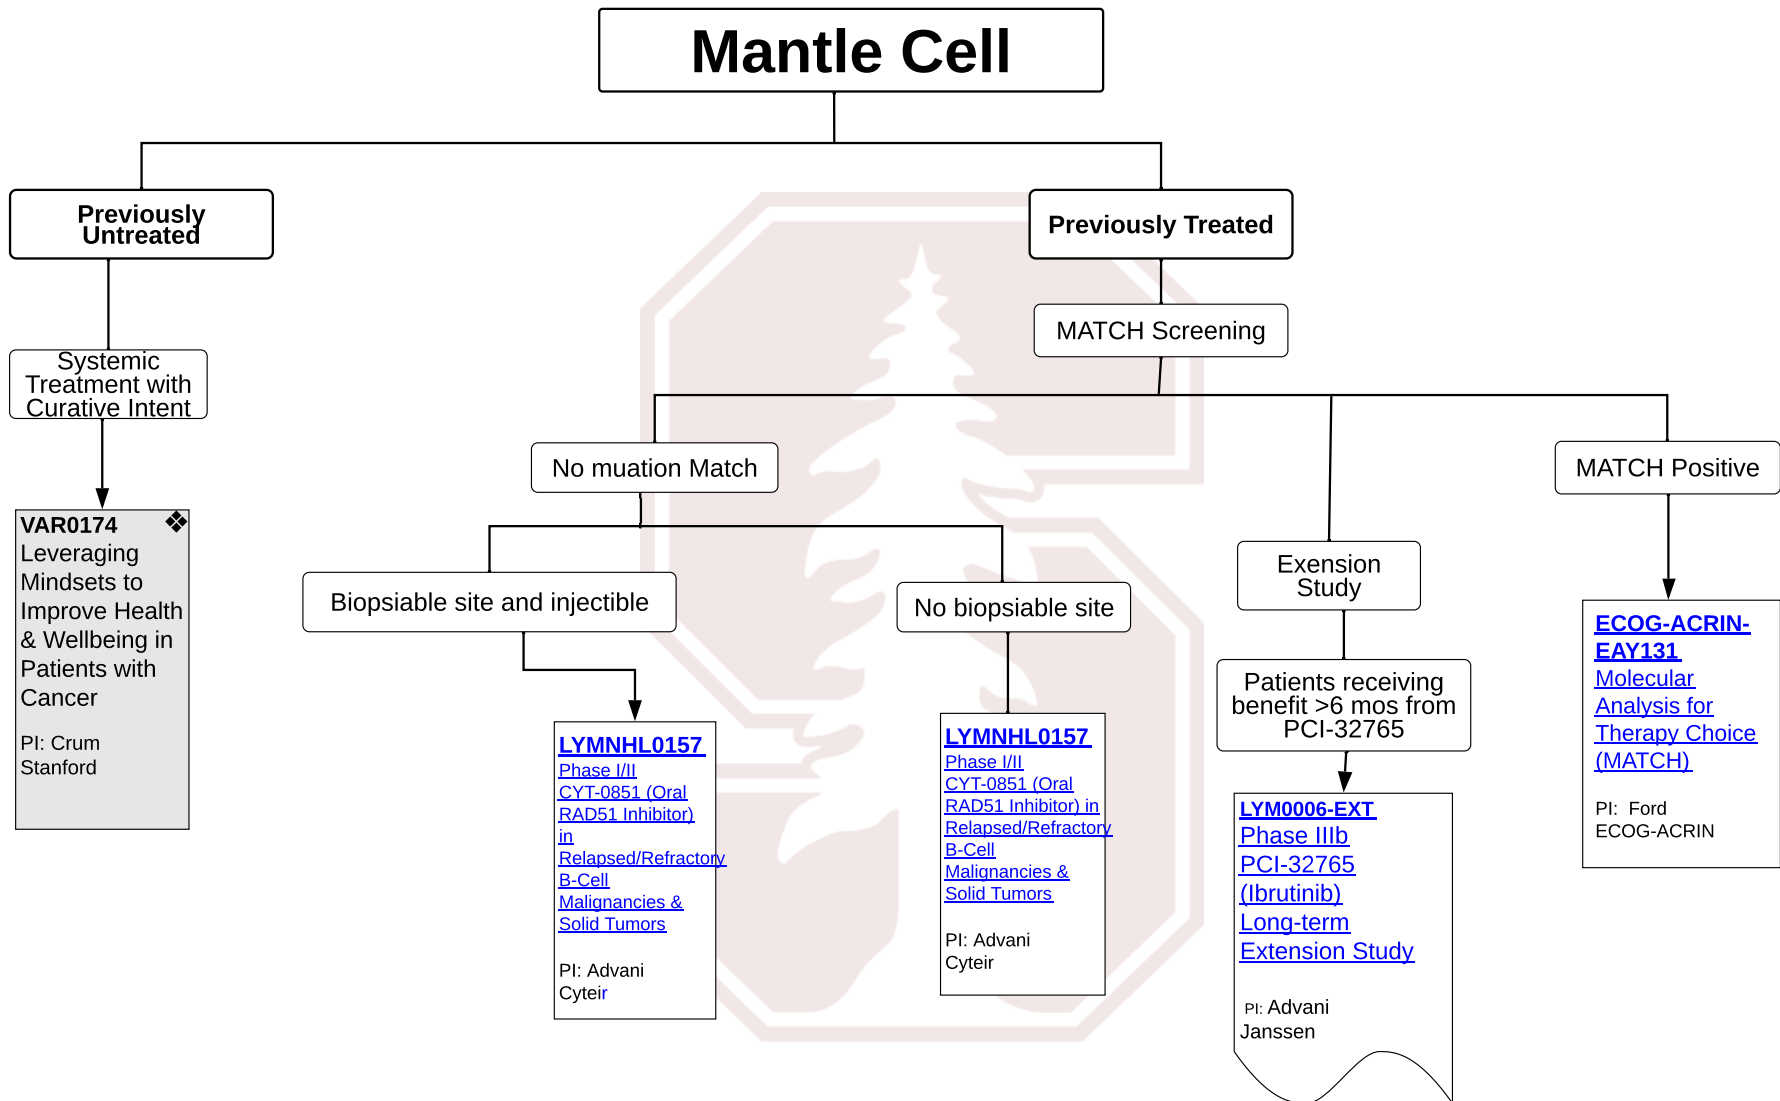 Mantle Cell
Previously
Untreated
Previously Treated
MATCH Screening
Systemic
Treatment with
Curative Intent
No muation Match
MATCH Positive
VAR0174
Leveraging
Mindsets to
Improve Health
& Wellbeing in
Patients with
Cancer
PI: Crum
Stanford
Biopsiable site and injectible
No biopsiable site
Exension
Study
Patients receiving
benefit >6 mos from
PCI-32765
LYMNHL0157
Phase I/II
CYT-0851 (Oral
RAD51 Inhibitor)
in
Relapsed/Refractory
B-Cell
Malignancies &
Solid Tumors
PI: Advani
Cyteir
LYMNHL0157
Phase I/II
CYT-0851 (Oral
RAD51 Inhibitor) in
Relapsed/Refractory
B-Cell
Malignancies &
Solid Tumors
PI: Advani
Cyteir
LYM0006-EXT
Phase IIIb
PCI-32765
(Ibrutinib)
Long-term
Extension Study
PI: Advani
Janssen
ECOG-ACRIN-
EAY131
Molecular
Analysis for
Therapy Choice
(MATCH)
PI: Ford
ECOG-ACRIN